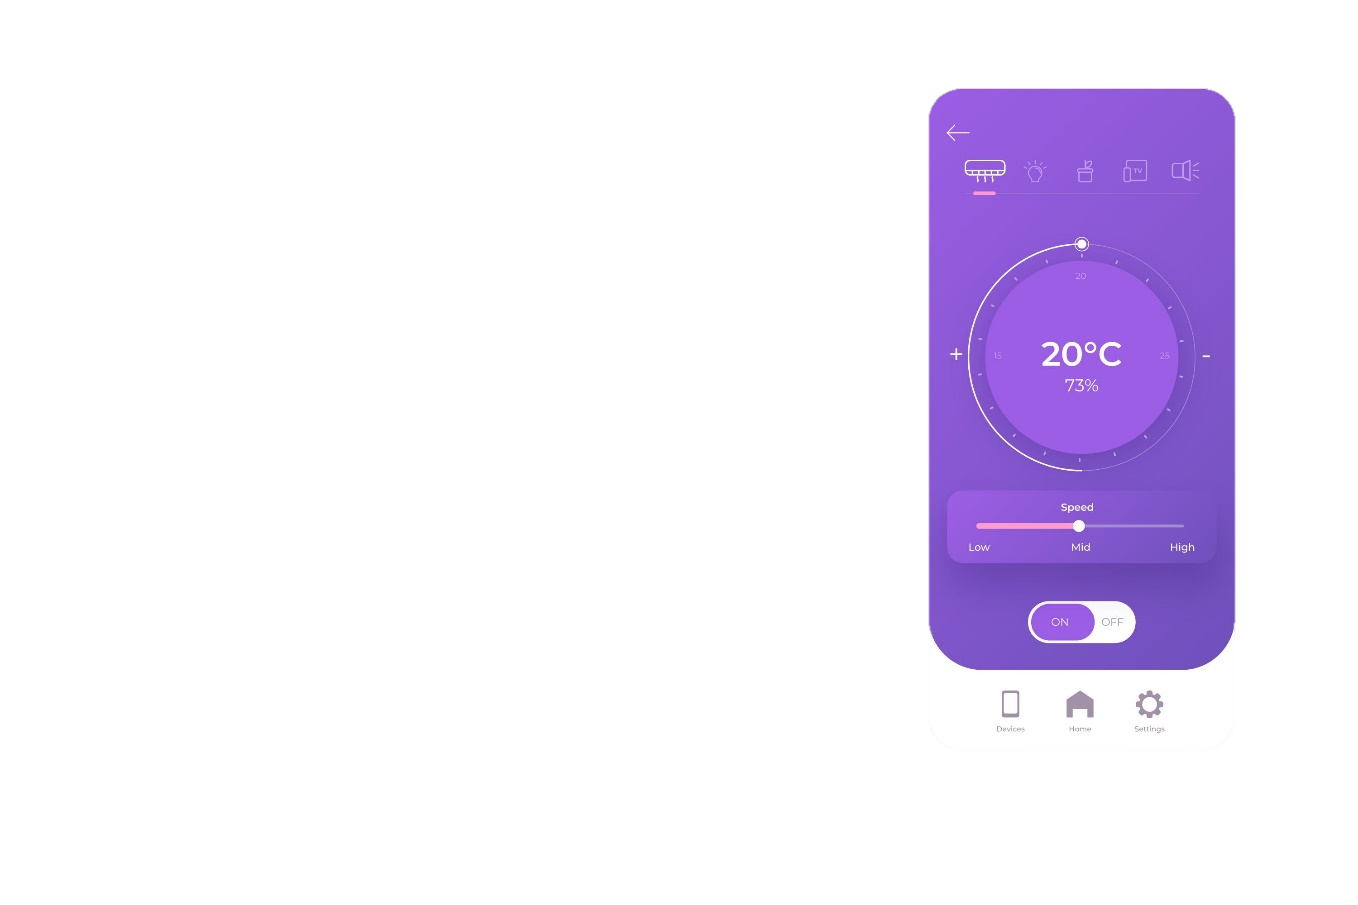 TV
20
+ 15 20°C 25 -
73%
Speed
Low Mid High
ON OFF
Devices Home Settings